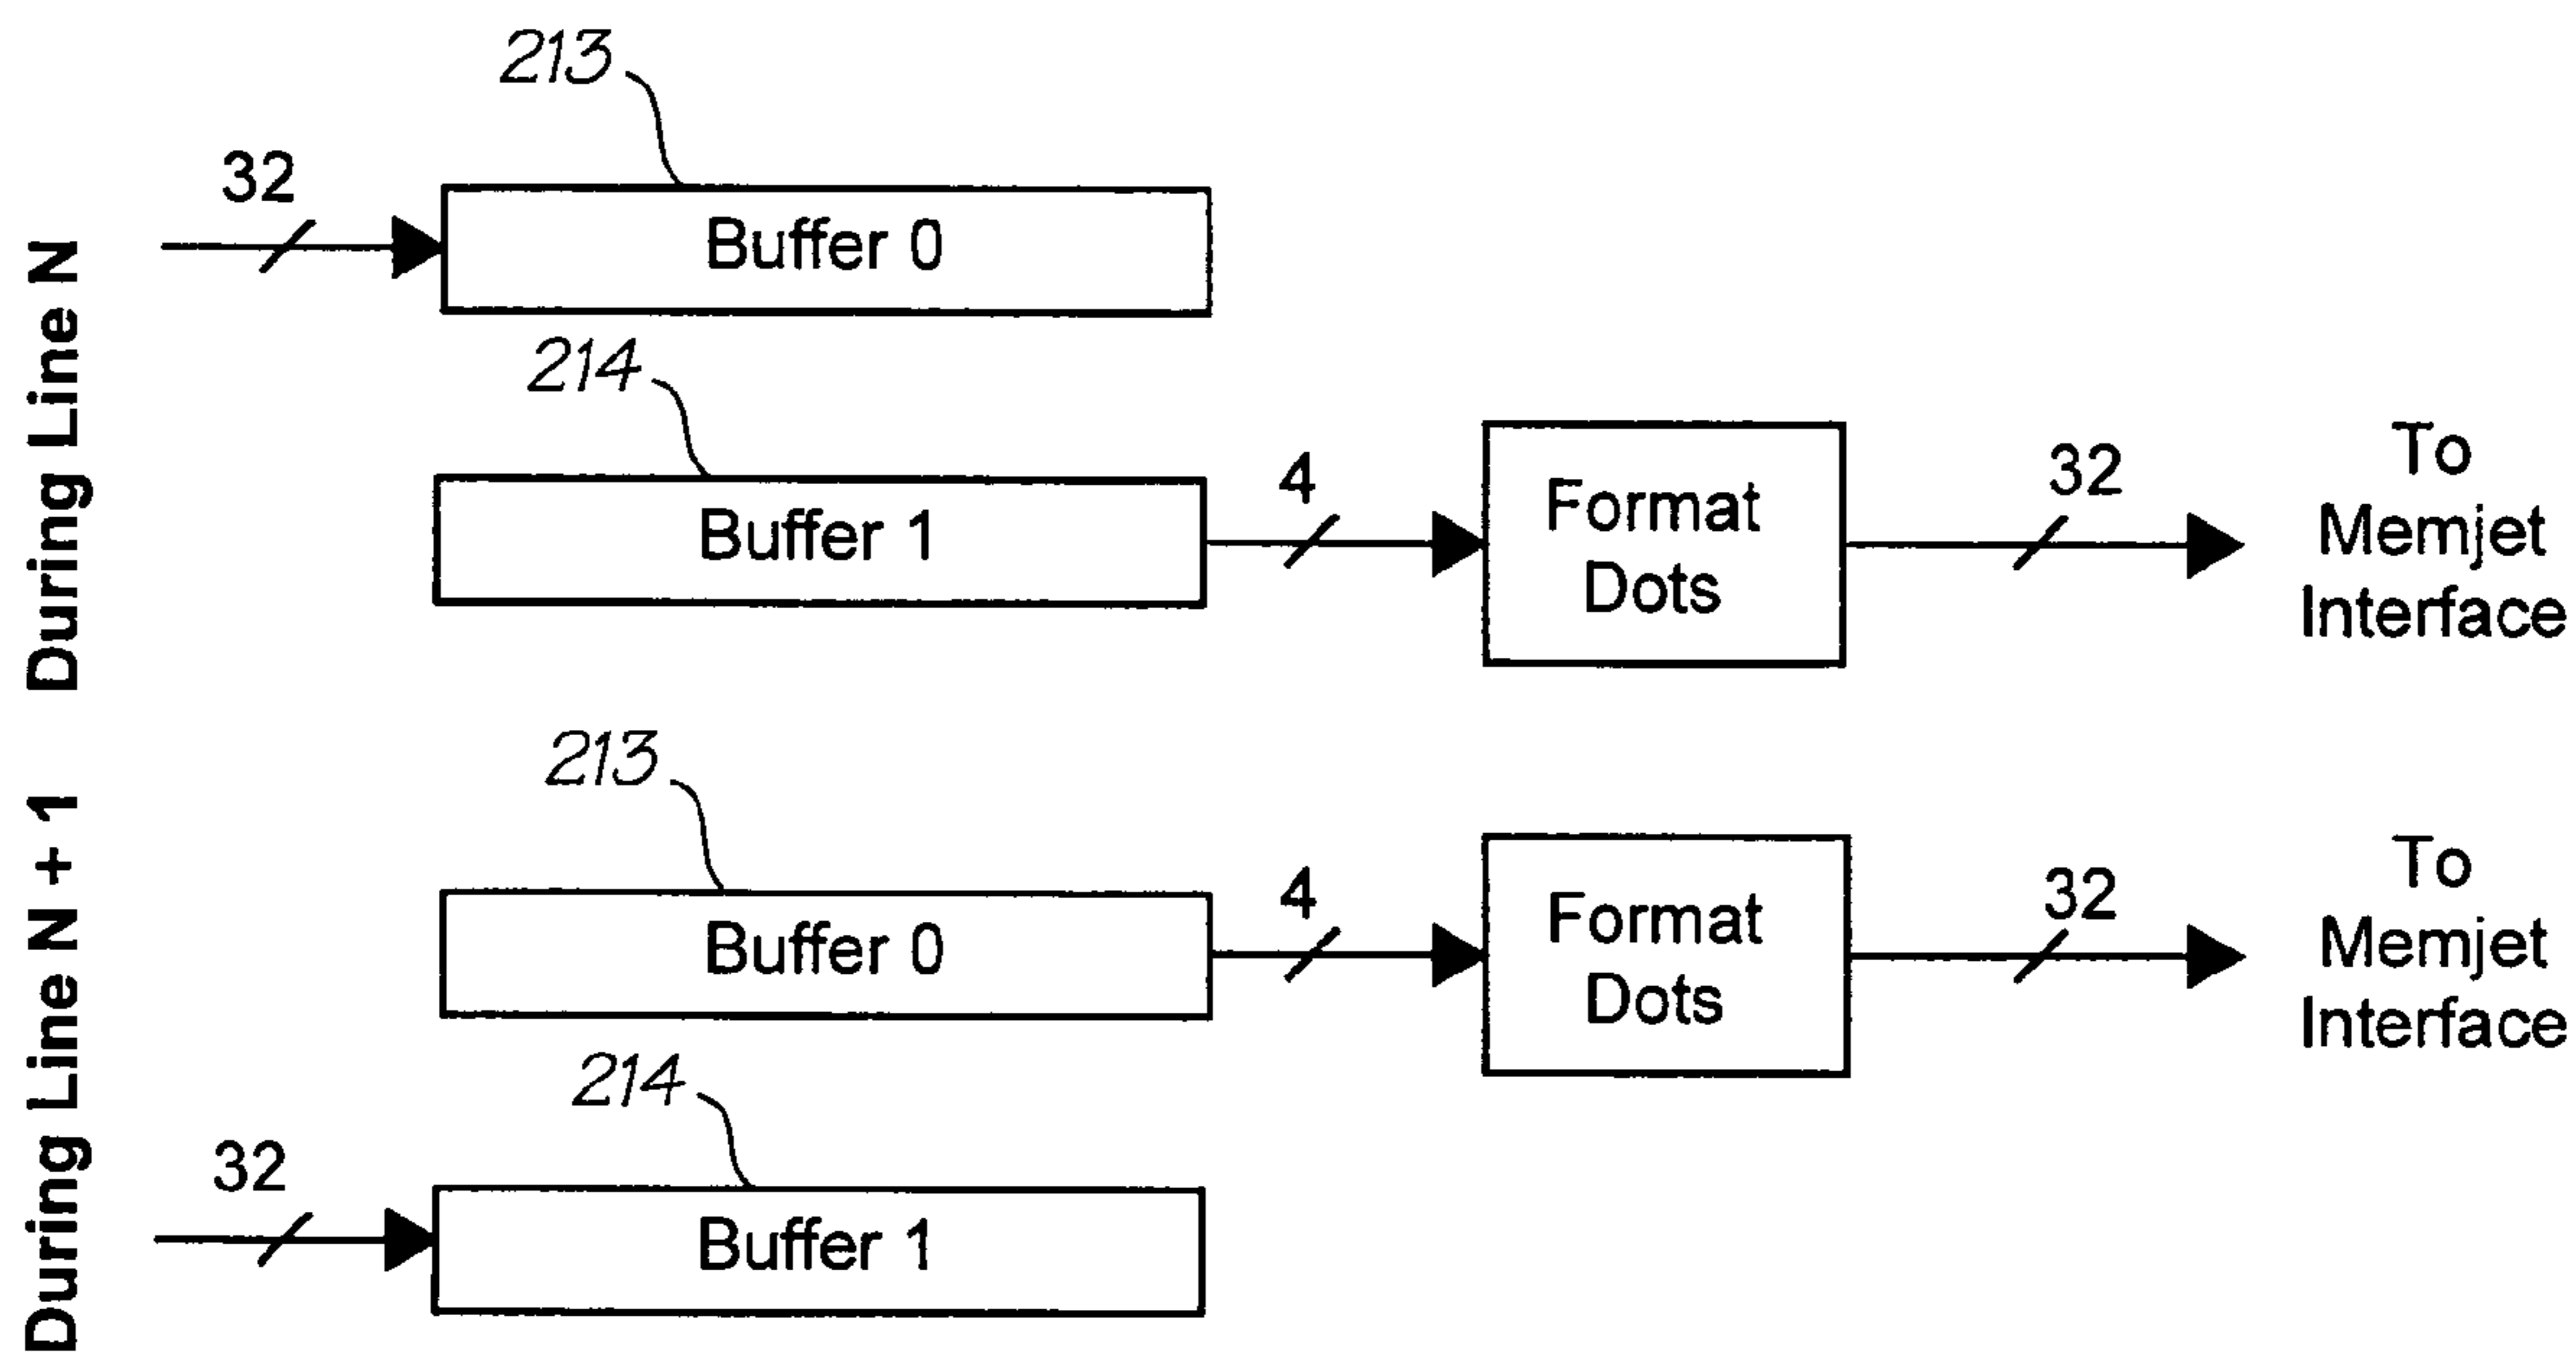 During Line N
213
32
Buffer 0
214
Buffer 1
4
Format
Dots
32
To
Memjet
Interface
During Line N + 1
213
Buffer 0
4
Format
Dots
32
To
Memjet
Interface
214
32
Buffer 1